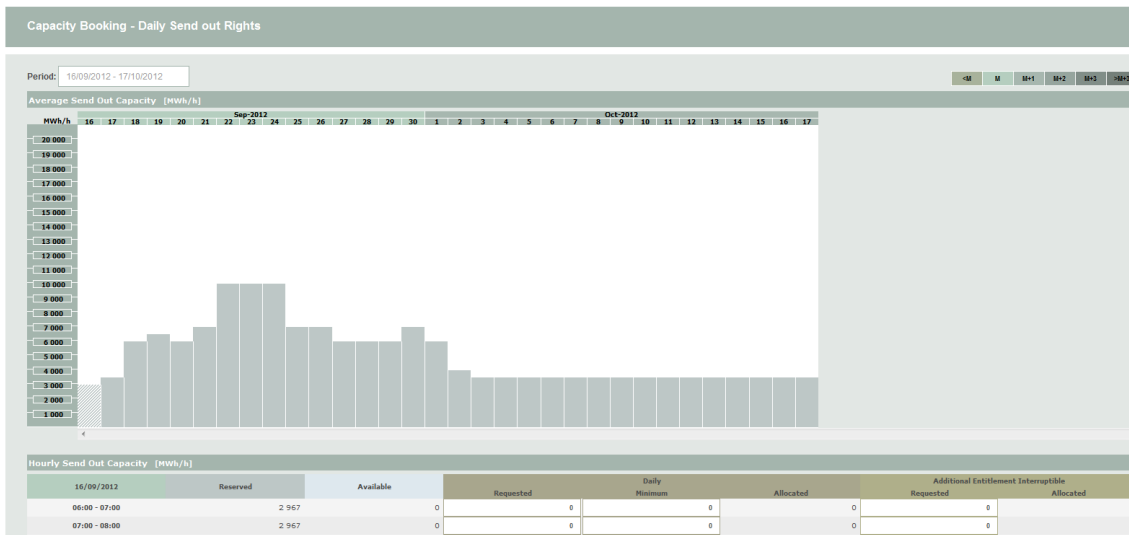 Capacity Booking - Daily Send out Rights
Period: 16/09/2012 - 17/10/2012
<M M M+1 M+2 M+3 >M+3
Average Send Out Capacity [MWh/h]
Sep-2012 Oct-2012
MWh/h 16 17 18 19 20 21 22 23 24 25 26 27 28 29 30 1 2 3 4 5 6 7 8 9 10 11 12 13 14 15 16 17
20 000
19 000
18 000
17 000
16 000
15 000
14 000
13 000
12 000
11 000
10 000
9 000
8 000
7 000
6 000
5 000
4 000
3 000
2 000
1 000
Hourly Send Out Capacity [MWh/h]
16/09/2012 Reserved Available Daily Additional Entitlement Interruptible
Requested Minimum Allocated Requested Allocated
06:00 - 07:00 2 967 0 0 0 0 0
07:00 - 08:00 2 967 0 0 0 0 0